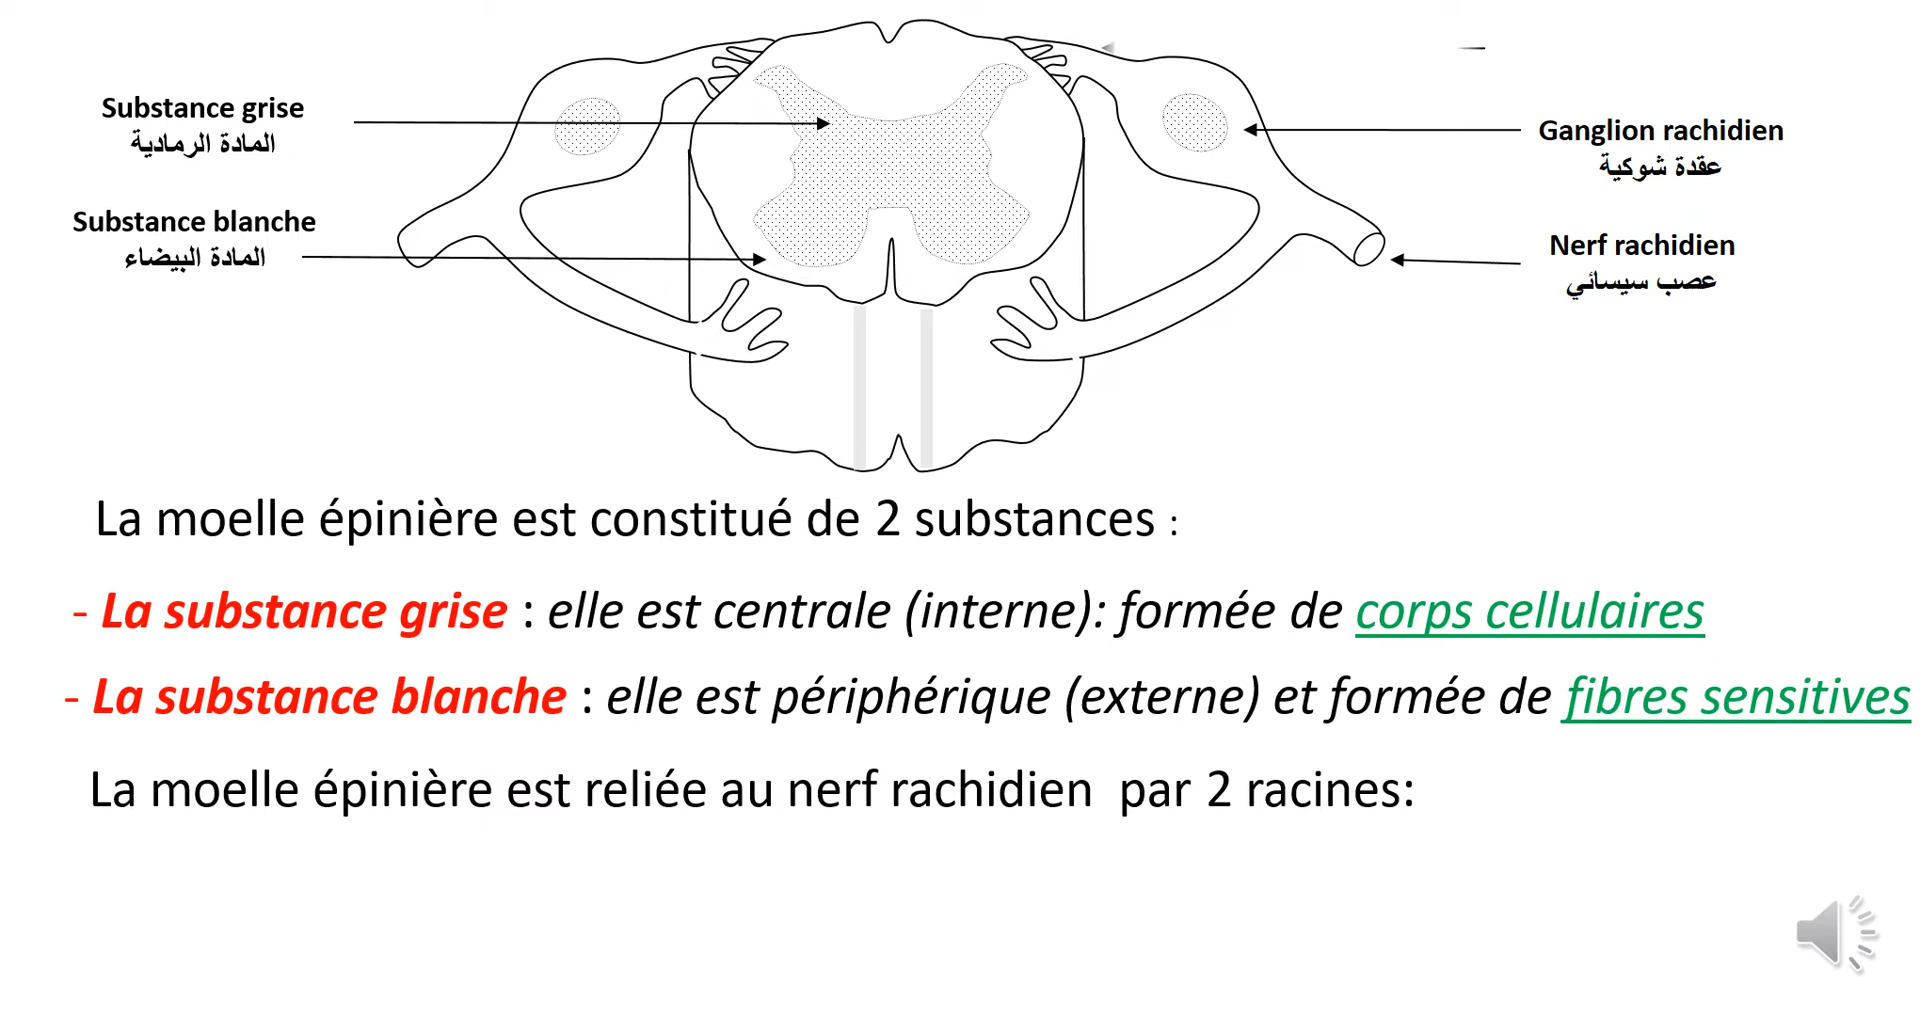 Substance grise
المادة الرمادية
Substance blanche
المادة البيضاء
Ganglion rachidien
عقدة شوكية
Nerf rachidien
عصب سيسائي
La moelle épinière est constitué de 2 substances :
- La substance grise : elle est centrale (interne): formée de corps cellulaires
- La substance blanche : elle est périphérique (externe) et formée de fibres sensitives
La moelle épinière est reliée au nerf rachidien par 2 racines: